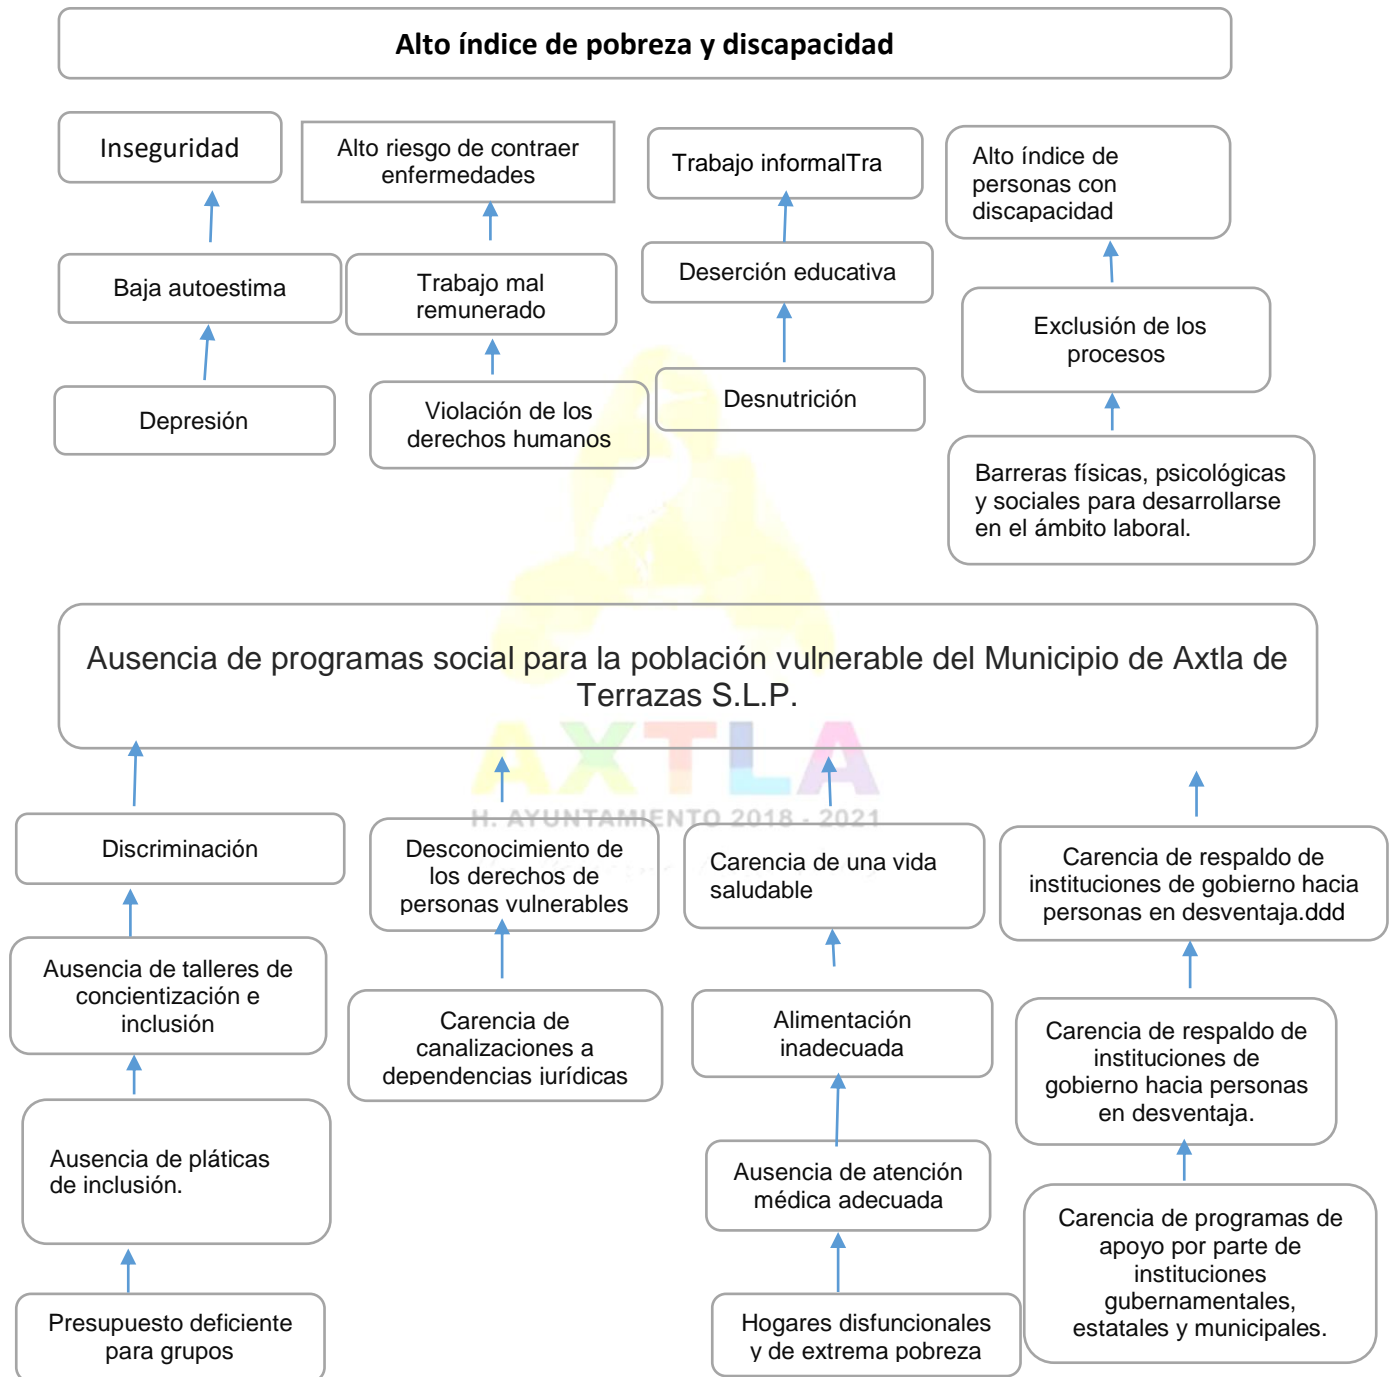 Alto índice de pobreza y discapacidad
Inseguridad
Alto riesgo de contraer
enfermedades
Trabajo informalTra
Alto índice de
personas con
discapacidad
Baja autoestima
Trabajo mal
remunerado
Deserción educativa
Exclusión de los
procesos
Depresión
Violación de los
derechos humanos
Desnutrición
Barreras físicas, psicológicas
y sociales para desarrollarse
en el ámbito laboral.
Ausencia de programas social para la población vulnerable del Municipio de Axtla de
Terrazas S.L.P.
AXTLA
H. AYUNTAMIENTO 2018 - 2021
Discriminación
Desconocimiento de
los derechos de
personas vulnerables
Carencia de una vida
saludable
Carencia de respaldo de
instituciones de gobierno hacia
personas en desventaja.ddd
Ausencia de talleres de
concientización e
inclusión
Carencia de
canalizaciones a
dependencias jurídicas
Alimentación
inadecuada
Carencia de respaldo de
instituciones de
gobierno hacia personas
en desventaja.
Ausencia de pláticas
de inclusión.
Ausencia de atención
médica adecuada
Carencia de programas de
apoyo por parte de
instituciones
gubernamentales,
estatales y municipales.
Presupuesto deficiente
para grupos
Hogares disfuncionales
y de extrema pobreza